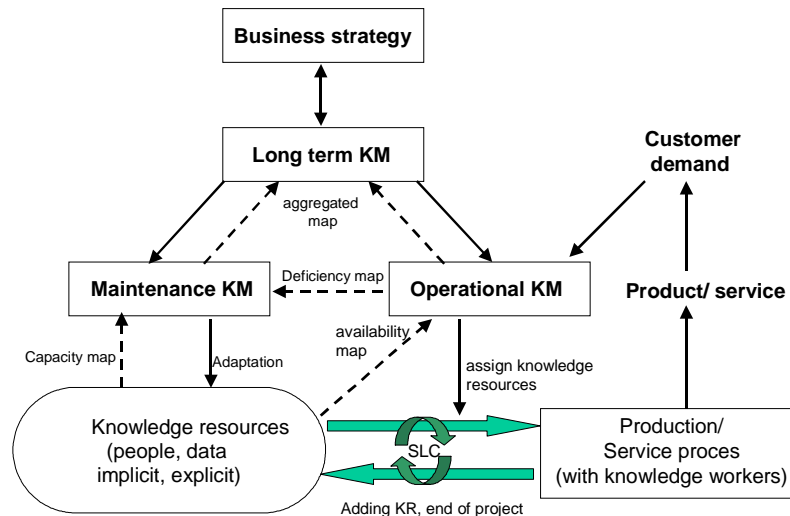 Business strategy
Long term KM
Customer
demand
aggregated
map
Deficiency map
Maintenance KM
Operational KM
Product/ service
Capacity map
Adaptation
availability
map
assign knowledge
resources
Knowledge resources
(people, data
implicit, explicit)
SLC
Production/
Service proces
(with knowledge workers)
Adding KR, end of project